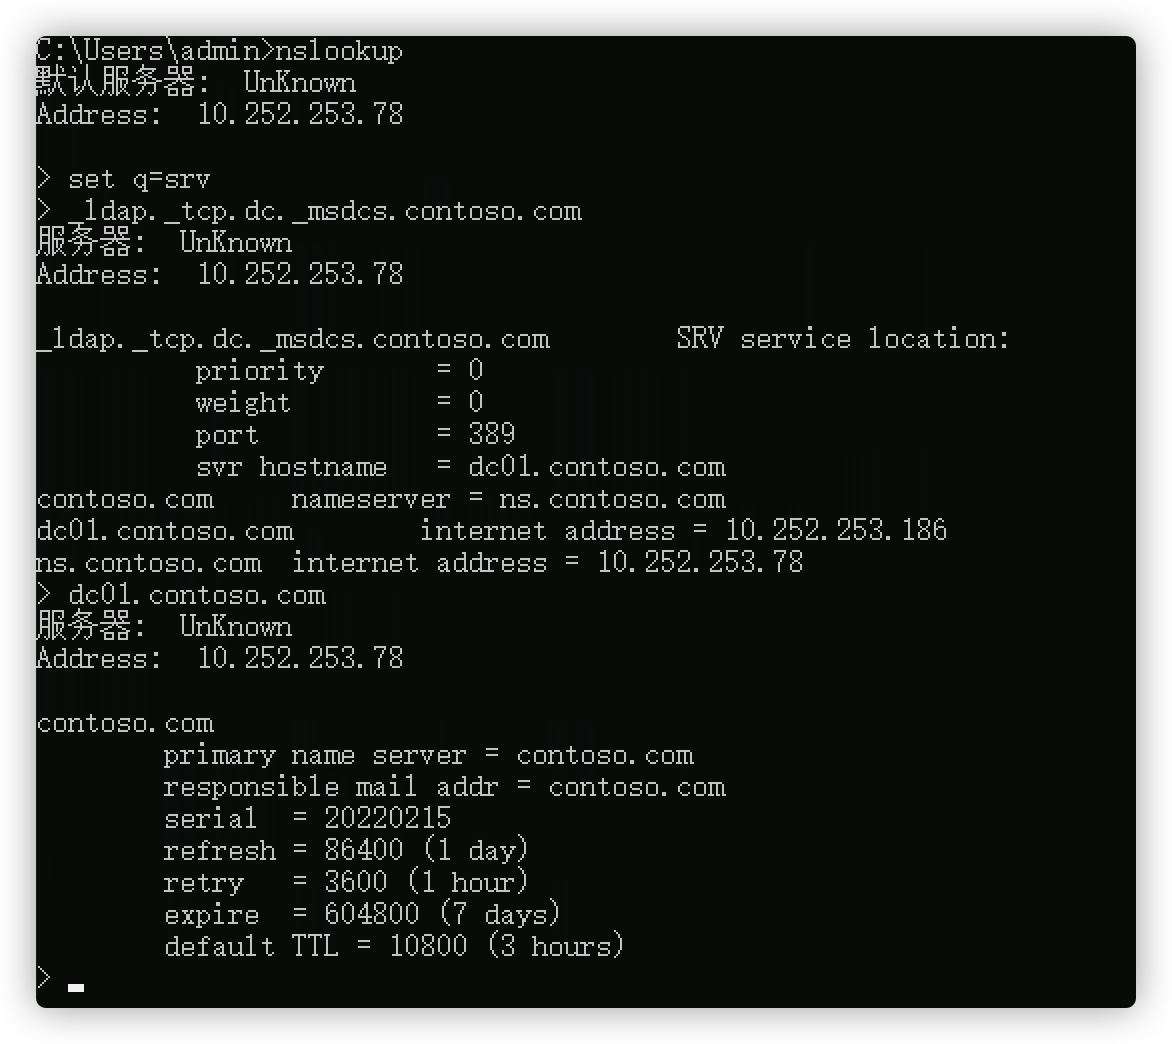 C:\Users\admin>nslookup
默认服务器:  UnKnown
Address:  10.252.253.78
> set q=srv
> _ldap._tcp.dc._msdcs.contoso.com
服务器:  UnKnown
Address:  10.252.253.78
_ldap._tcp.dc._msdcs.contoso.com        SRV service location:
          priority       = 0
          weight         = 0
          port           = 389
          svr hostname   = dc01.contoso.com
contoso.com     nameserver = ns.contoso.com
dc01.contoso.com        internet address = 10.252.253.186
ns.contoso.com  internet address = 10.252.253.78
> dc01.contoso.com
服务器:  UnKnown
Address:  10.252.253.78
contoso.com
        primary name server = contoso.com
        responsible mail addr = contoso.com
        serial  = 20220215
        refresh = 86400 (1 day)
        retry   = 3600 (1 hour)
        expire  = 604800 (7 days)
        default TTL = 10800 (3 hours)
>